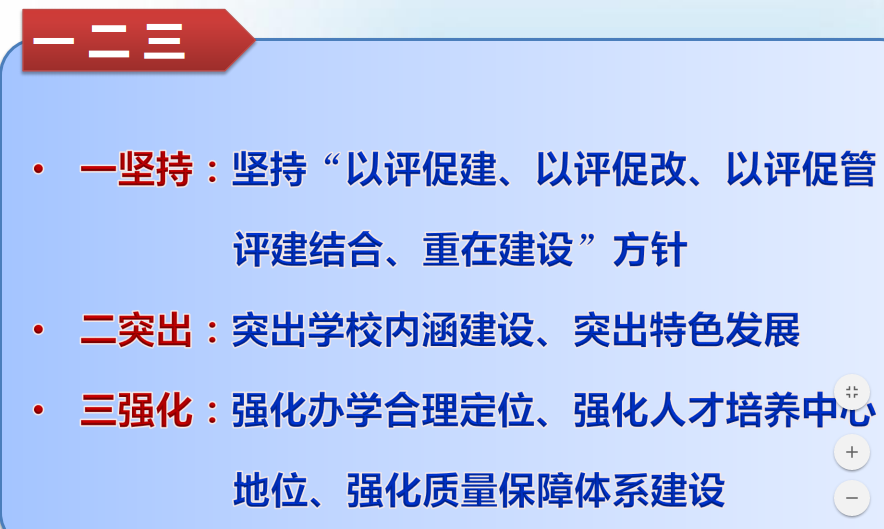 一 二 三
• 一坚持：坚持“以评促建、以评促改、以评促管
评建结合、重在建设”方针
• 二突出：突出学校内涵建设、突出特色发展
• 三强化：强化办学合理定位、强化人才培养中心
地位、强化质量保障体系建设